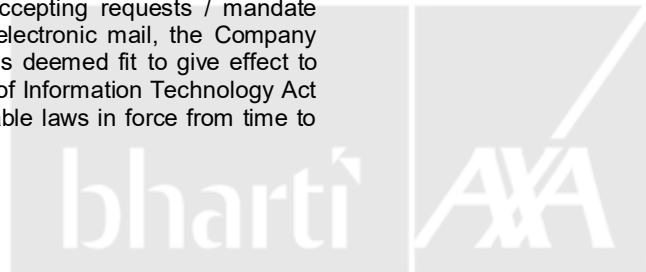 ccepting requests / mandate
electronic mail, the Company
s deemed fit to give effect to
of Information Technology Act
able laws in force from time to
bharti AXA